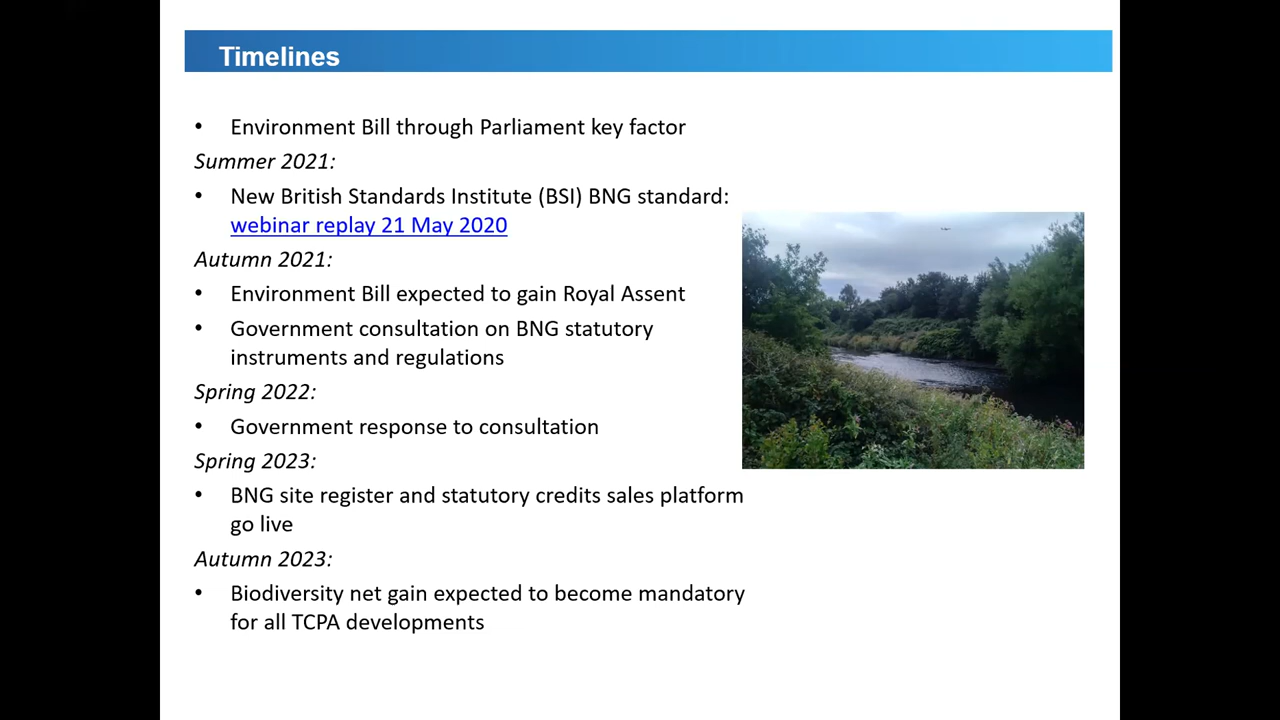 Timelines
• Environment Bill through Parliament key factor
Summer 2021:
• New British Standards Institute (BSI) BNG standard:
webinar replay 21 May 2020
Autumn 2021:
• Environment Bill expected to gain Royal Assent
• Government consultation on BNG statutory
instruments and regulations
Spring 2022:
• Government response to consultation
Spring 2023:
• BNG site register and statutory credits sales platform
go live
Autumn 2023:
• Biodiversity net gain expected to become mandatory
for all TCPA developments